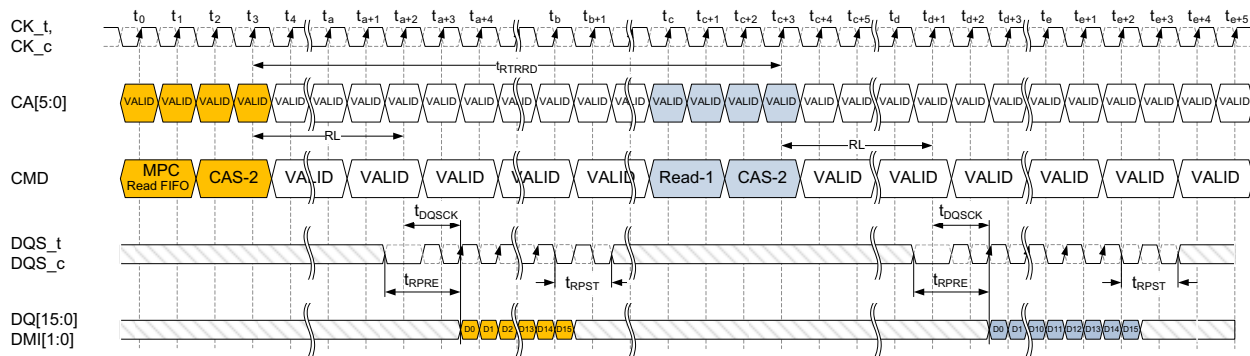 t0 t1 t2 t3 t4 ta ta+1 ta+2 ta+3 ta+4 tb tb+1 tc tc+1 tc+2 tc+3 tc+4 tc+5 td td+1 td+2 td+3 te te+1 te+2 te+3 te+4 te+5
CK_t,
CK_c
tRTRRD
CA[5:0] VALID VALID VALID VALID VALID VALID VALID VALID VALID VALID VALID VALID VALID VALID VALID VALID VALID VALID VALID VALID VALID VALID VALID VALID VALID VALID VALID VALID VALID VALID
RL RL
CMD MPC Read FIFO CAS-2 VALID VALID VALID VALID VALID Read-1 CAS-2 VALID VALID VALID VALID VALID VALID
tDQSCK tDQSCK
DQS_t
DQS_c
tRPRE tRPST tRPRE tRPST
DQ[15:0]
DMI[1:0]
D0 D1 D2 D13 D14 D15 D0 D1 D10 D11 D12 D13 D14 D15